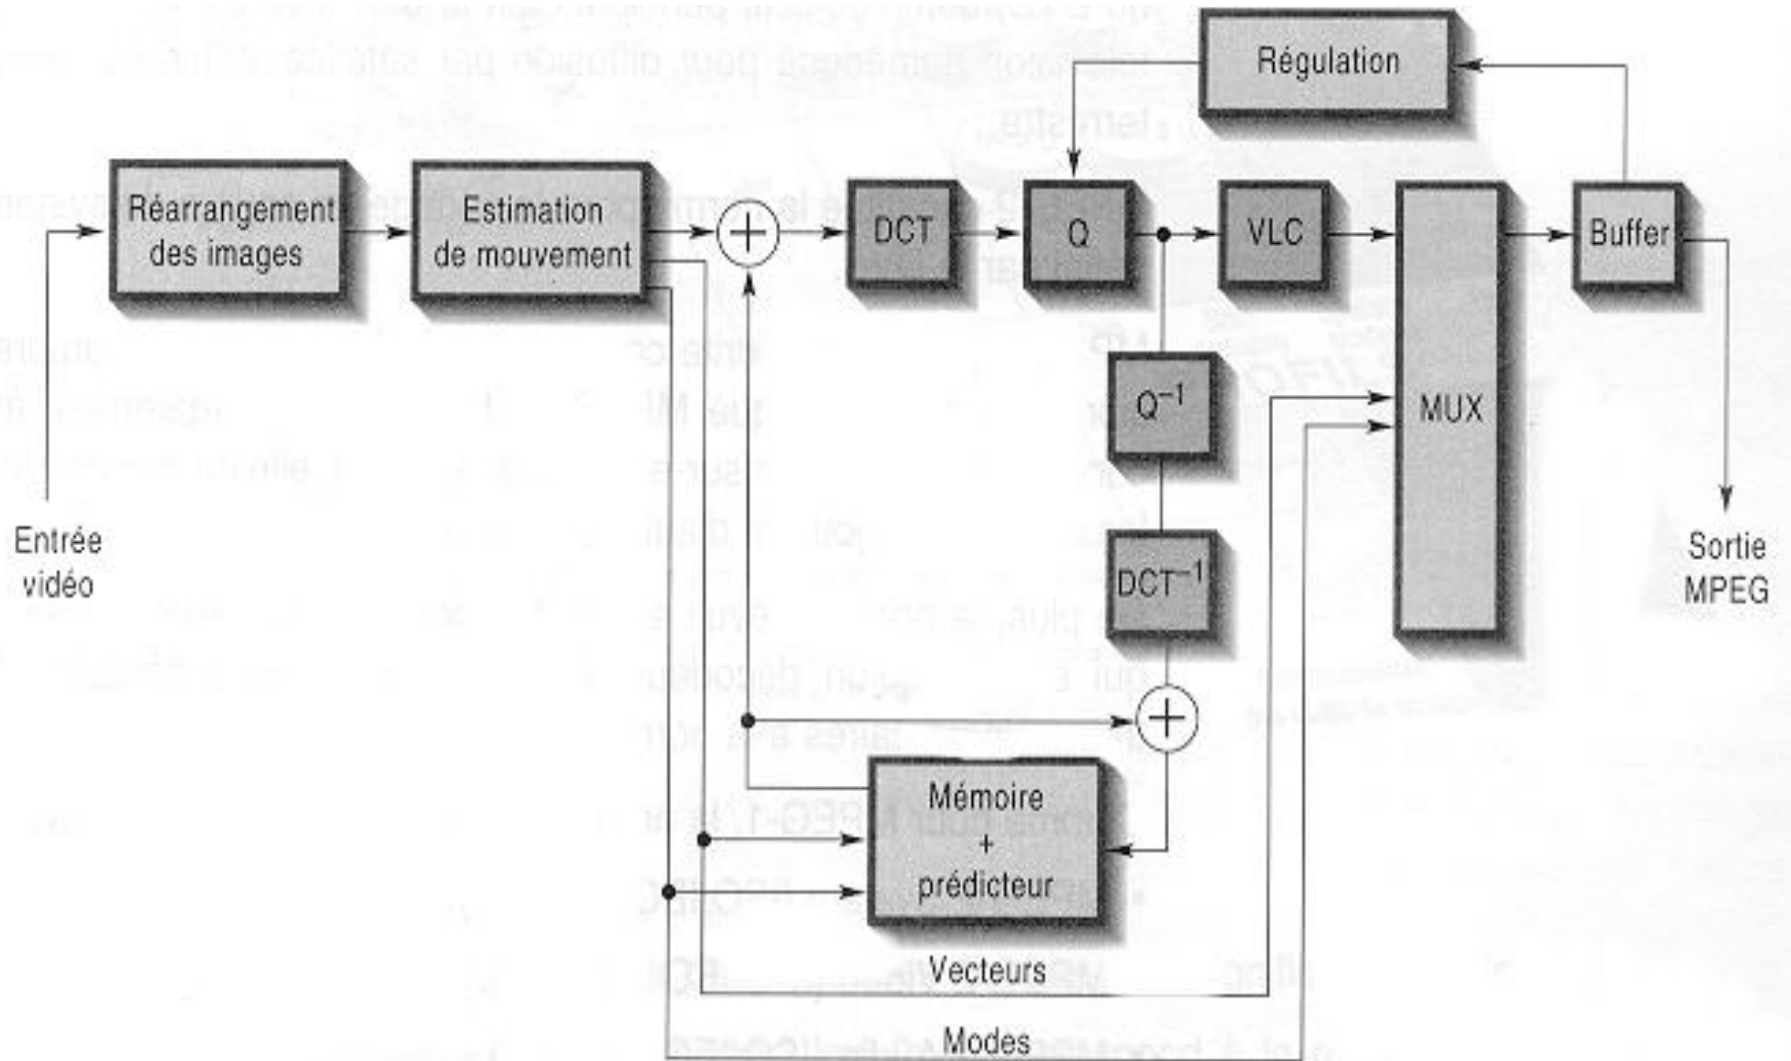 Régulation
Réarrangement
des images
Estimation
de mouvement
+
DCT
Q
VLC
MUX
Buffer
Q⁻¹
DCT⁻¹
+
Entrée
vidéo
Sortie
MPEG
Mémoire
+
prédicteur
Vecteurs
Modes